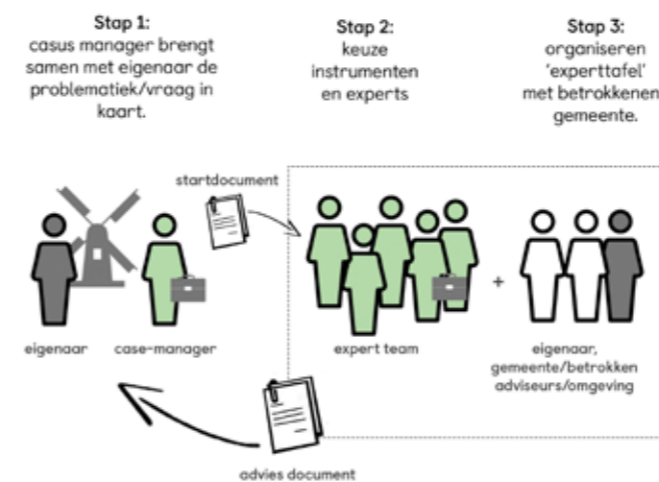 Stap 1:
casus manager brengt
samen met eigenaar de
problematiek/vraag in
kaart.
Stap 2:
keuze
instrumenten
en experts
Stap 3:
organiseren
'experttafel'
met betrokkenen
gemeente.
startdocument
eigenaar
case-manager
expert team
+
eigenaar,
gemeente/betrokken
adviseurs/omgeving
advies document